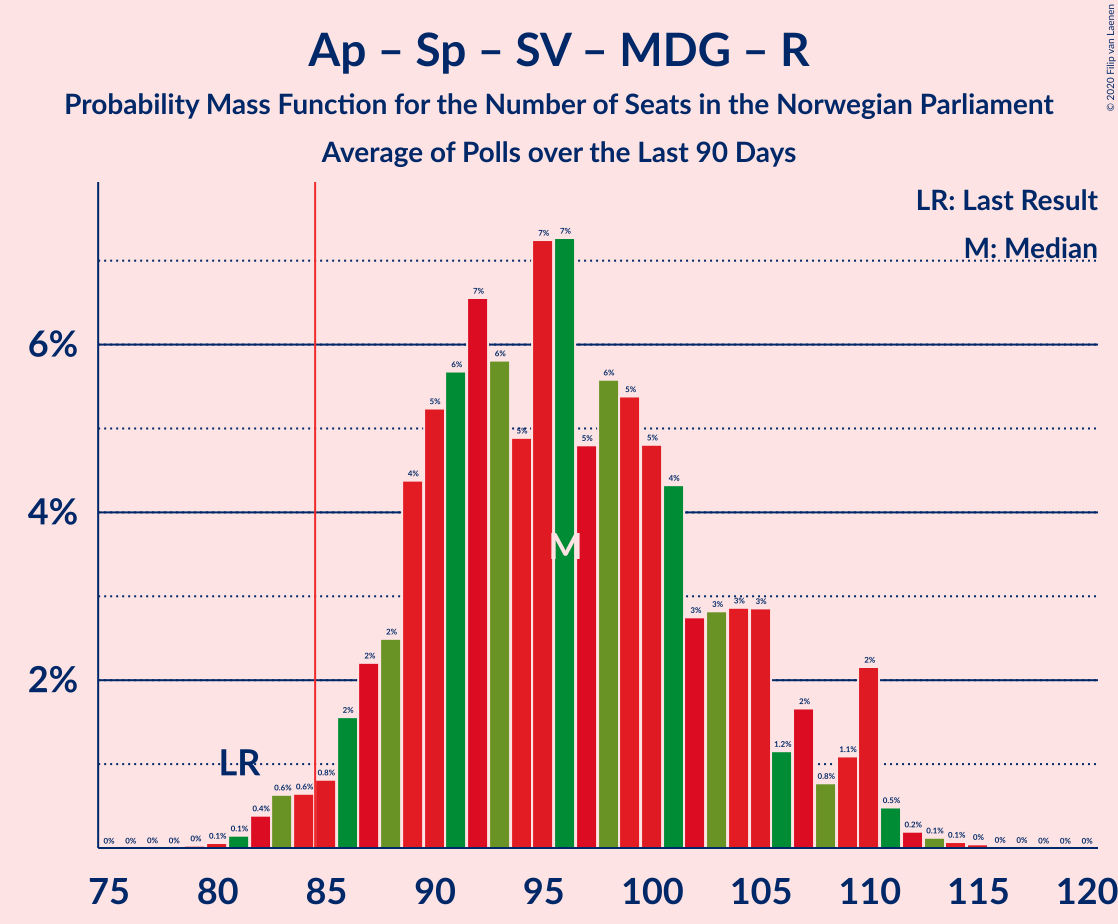 Ap – Sp – SV – MDG – R
Probability Mass Function for the Number of Seats in the Norwegian Parliament
Average of Polls over the Last 90 Days
© 2020 Filip van Laenen
LR: Last Result
M: Median
6%
4%
2%
0% 0% 0% 0% 0% 0.1% 0.1% 0.4% 0.6% 0.6% 0.8% 2% 2% 2% 4% 5% 6% 7% 6% 5% 7% 7% 5% 6% 5% 5% 4% 3% 3% 3% 3% 1.2% 2% 0.8% 1.1% 2% 0.5% 0.2% 0.1% 0.1% 0% 0% 0% 0% 0% 0%
M
LR
75 80 85 90 95 100 105 110 115 120